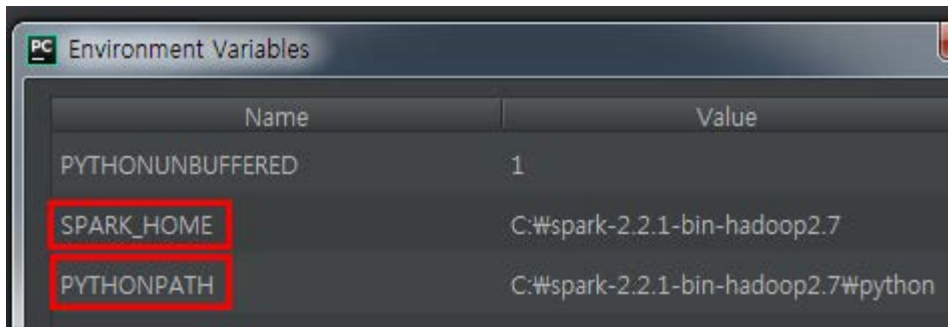 PC Environment Variables
Name Value
PYTHONUNBUFFERED 1
SPARK_HOME C:₩spark-2.2.1-bin-hadoop2.7
PYTHONPATH C:₩spark-2.2.1-bin-hadoop2.7₩python